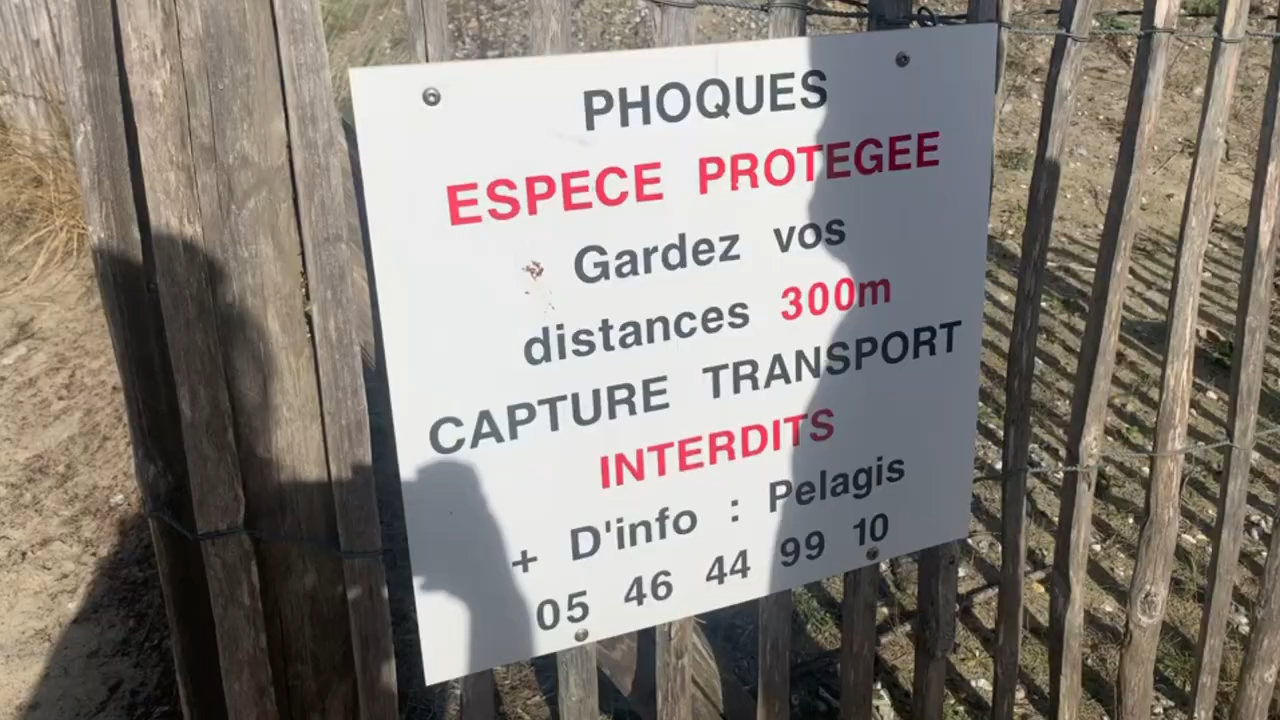 PHOQUES
ESPECE PROTEGEE
Gardez vos
distances 300m
CAPTURE TRANSPORT
INTERDITS
+ D'info : Pelagis
05 46 44 99 10